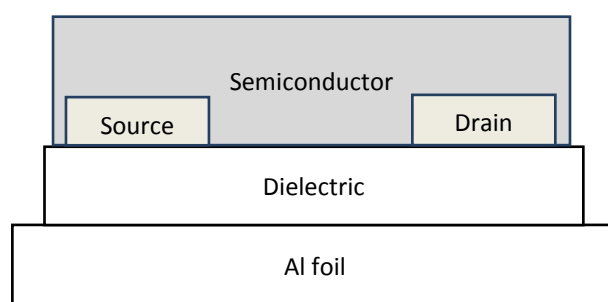 Semiconductor
Source
Drain
Dielectric
Al foil